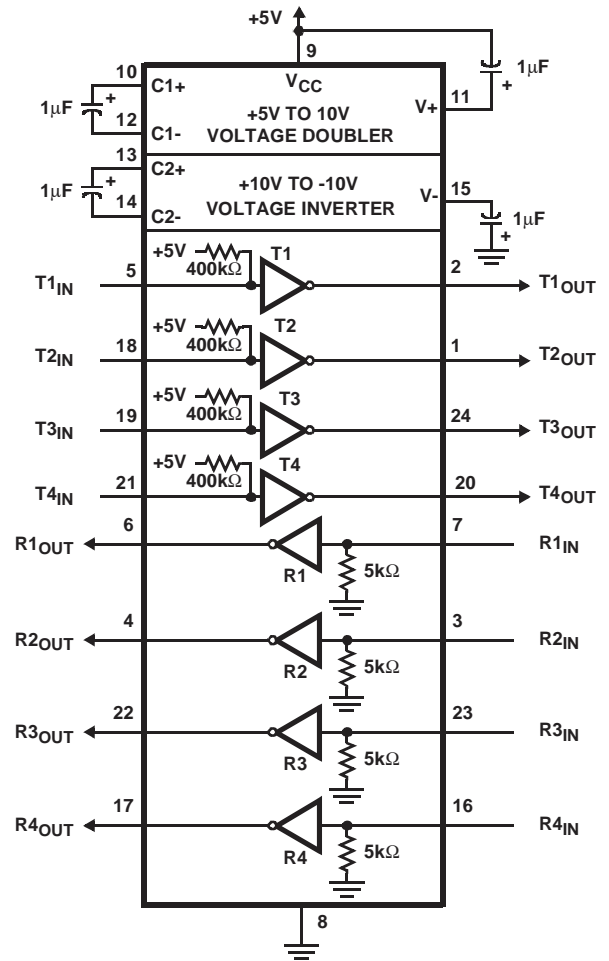 +5V
9
1μF
10
C1+
VCC
V+
11
1μF
+
+5V TO 10V
VOLTAGE DOUBLER
+
12
C1-
13
C2+
1μF
+
+10V TO -10V
VOLTAGE INVERTER
V-
15
14
C2-
1μF
+
+5V
400kΩ
T1
T1IN
5
2
T1OUT
+5V
400kΩ
T2
T2IN
18
1
T2OUT
+5V
400kΩ
T3
T3IN
19
24
T3OUT
+5V
400kΩ
T4
T4IN
21
20
T4OUT
R1OUT
6
R1
5kΩ
7
R1IN
R2OUT
4
R2
5kΩ
3
R2IN
R3OUT
22
R3
5kΩ
23
R3IN
R4OUT
17
R4
5kΩ
16
R4IN
8